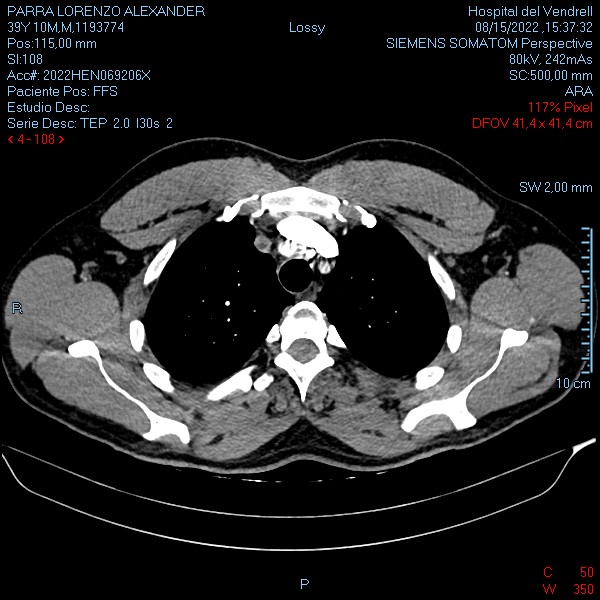 PARRA LORENZO ALEXANDER
39Y 10M,M,1193774
Pos:115,00 mm
SI:108
Acc#: 2022HEN069206X
Paciente Pos: FFS
Estudio Desc:
Serie Desc: TEP 2.0 I30s 2
< 4 - 108 >
Lossy
Hospital del Vendrell
08/15/2022 ,15:37:32
SIEMENS SOMATOM Perspective
80kV, 242mAs
SC:500,00 mm
ARA
117% Pixel
DFOV 41,4 x 41,4 cm
SW 2,00 mm
R
10 cm
P
C 50
W 350